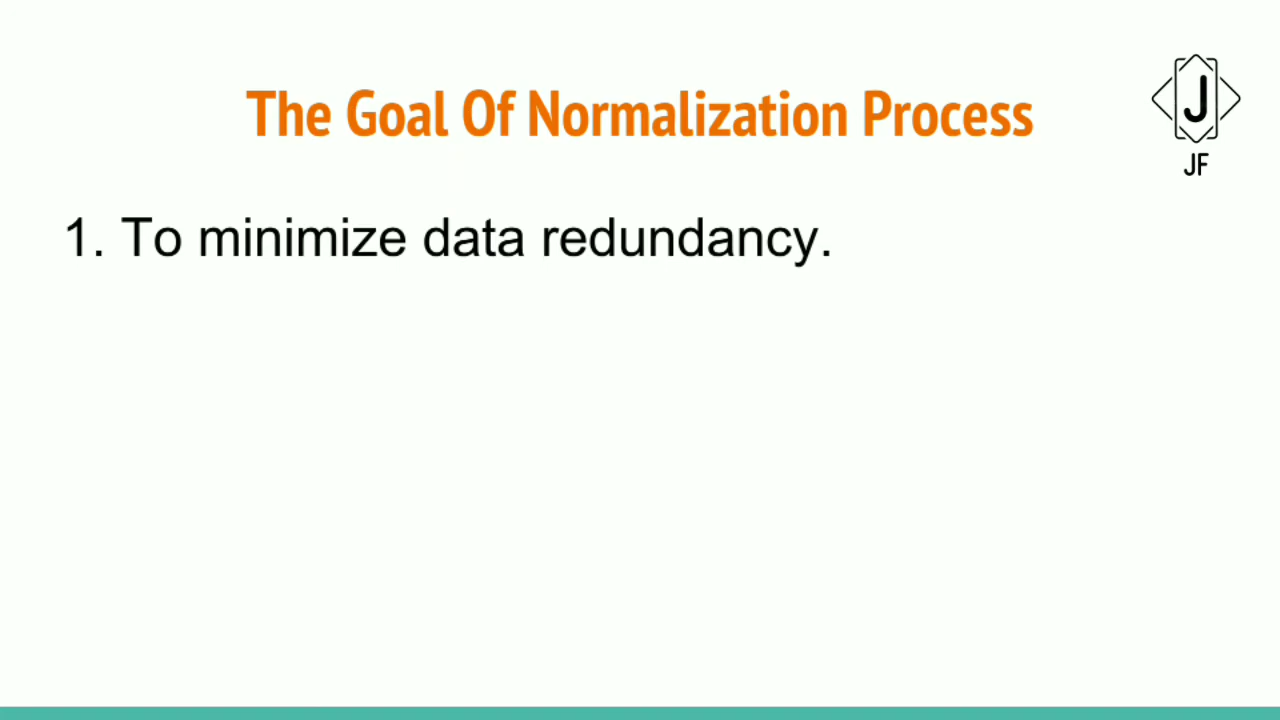 The Goal Of Normalization Process
J
JF
1. To minimize data redundancy.